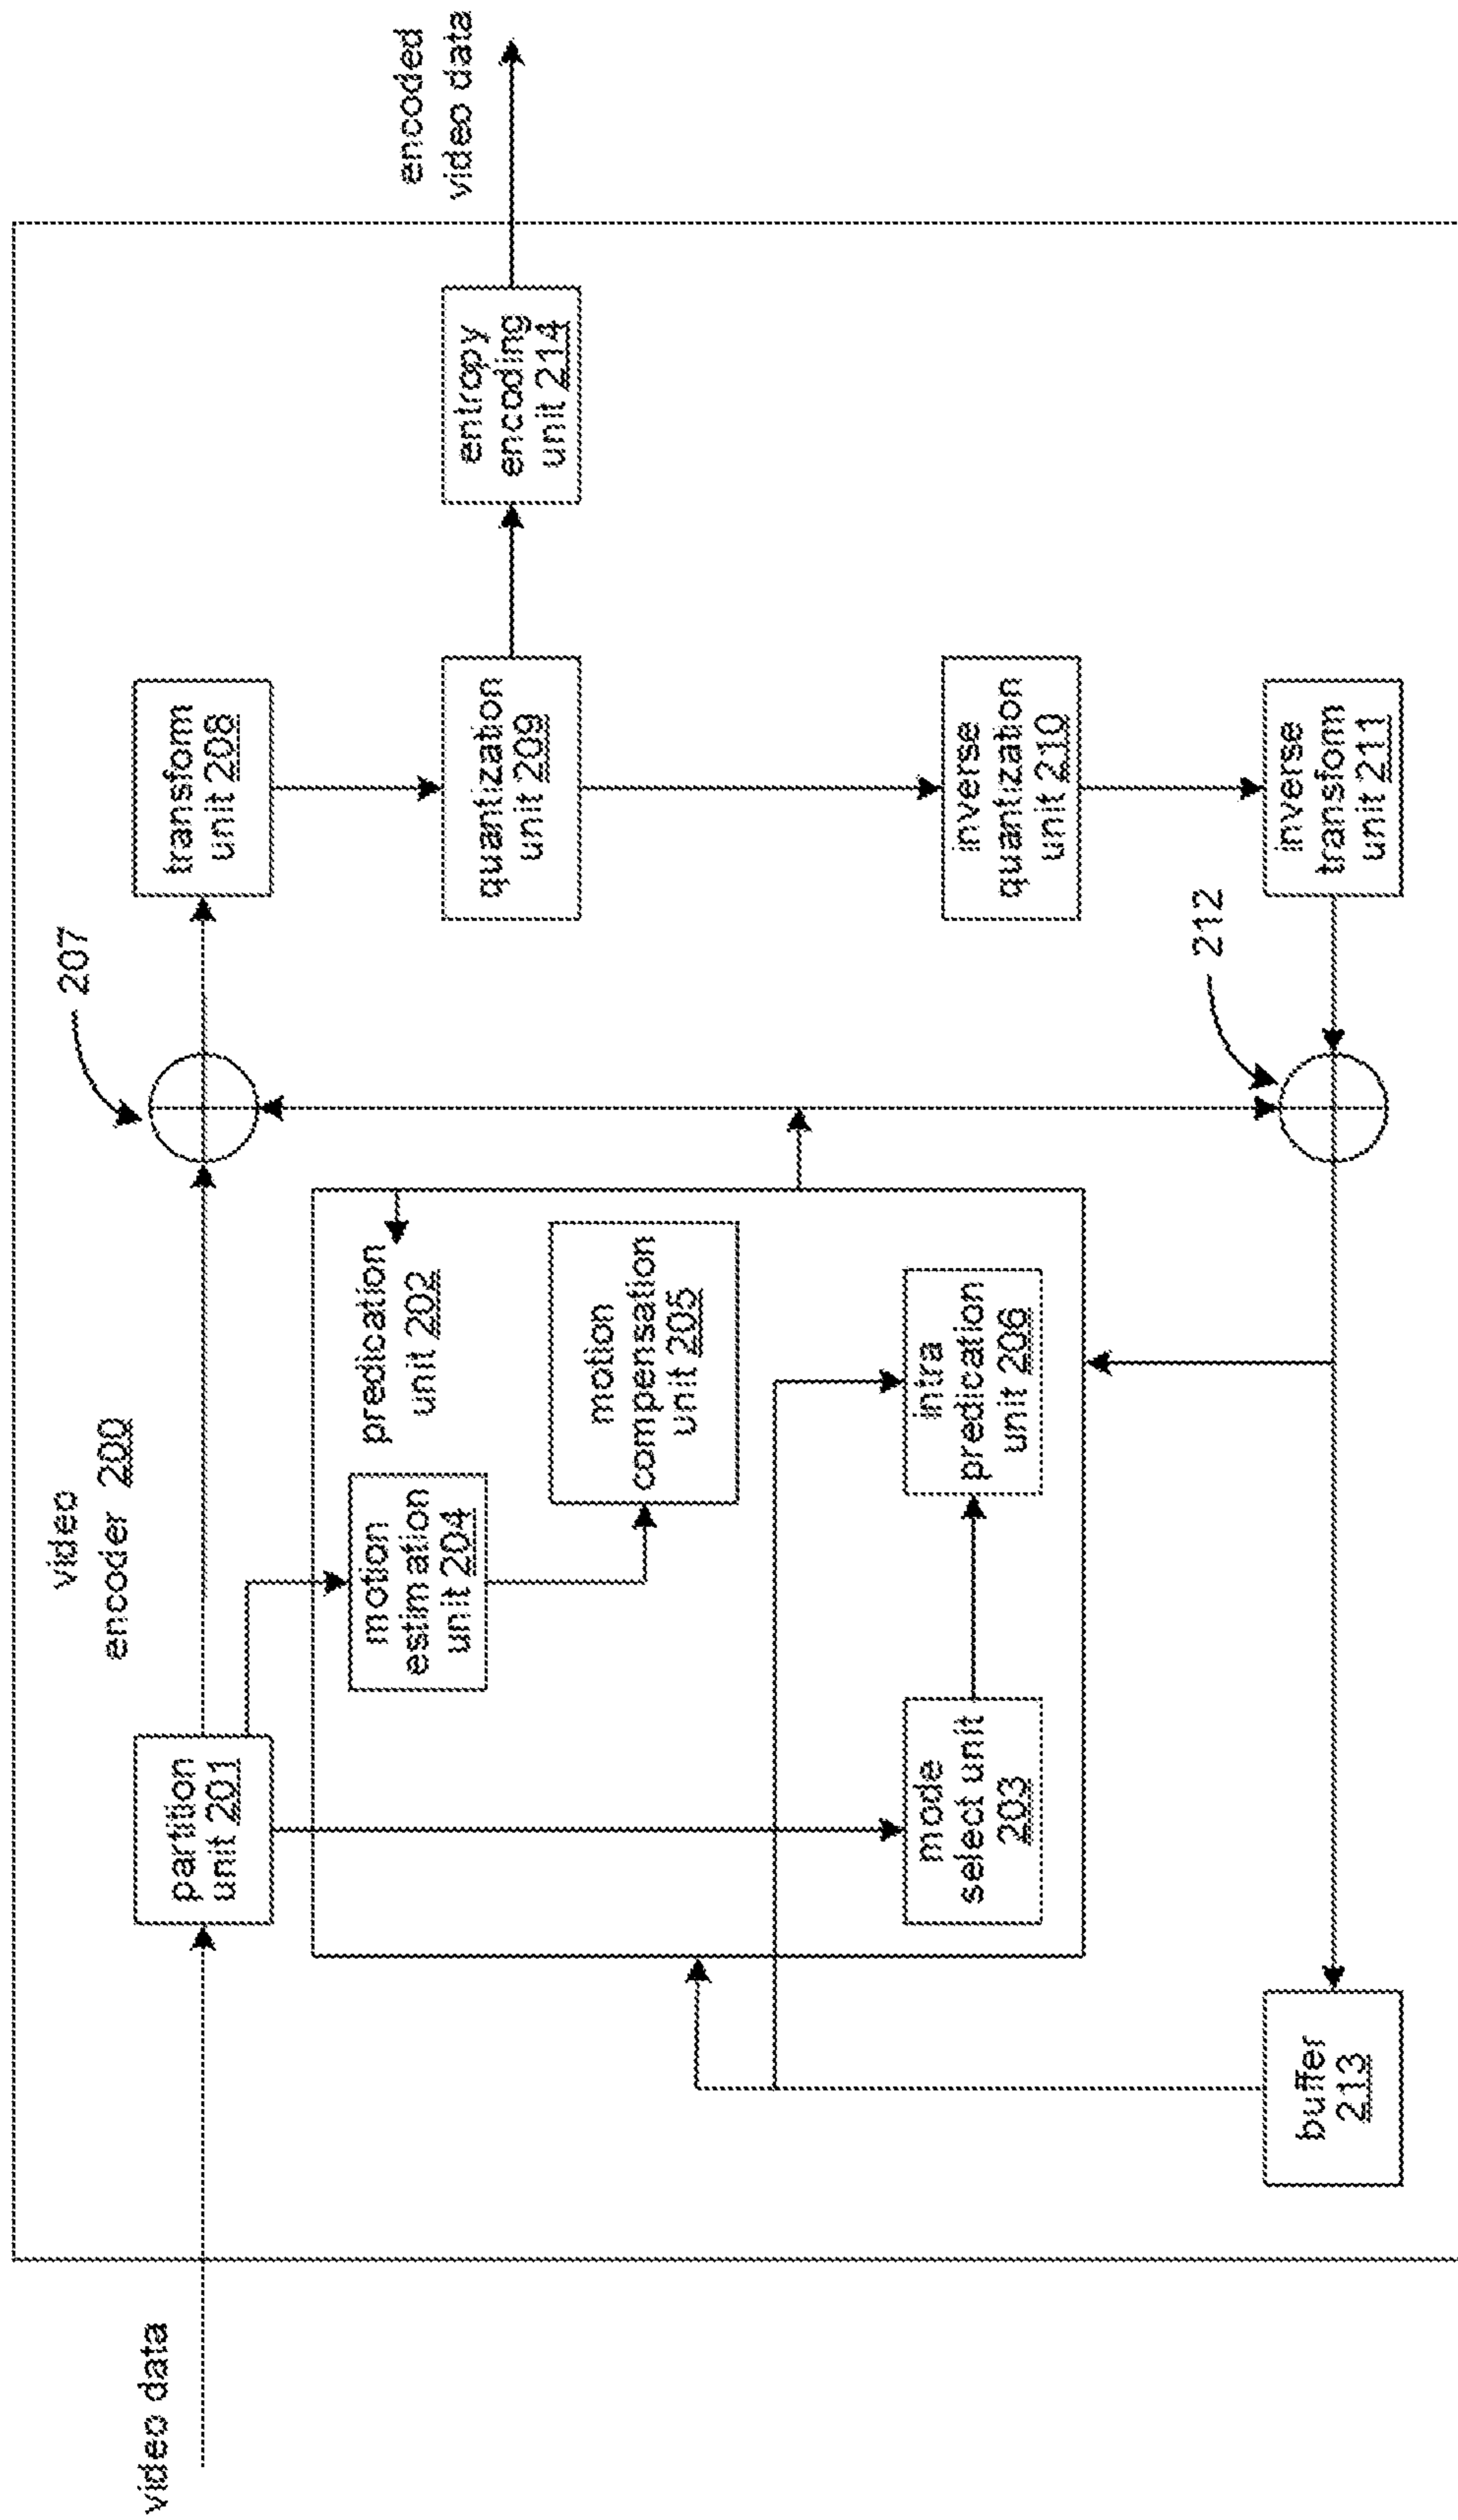 video data
video
encoder 200
partition
unit 201
207
transform
unit 208
encoded
video data
motion
estimation
unit 204
predication
unit 202
quantization
unit 209
entropy
encoding
unit 214
motion
compensation
unit 205
mode
select unit
203
intra
predication
unit 206
inverse
quantization
unit 210
212
buffer
213
inverse
transform
unit 211